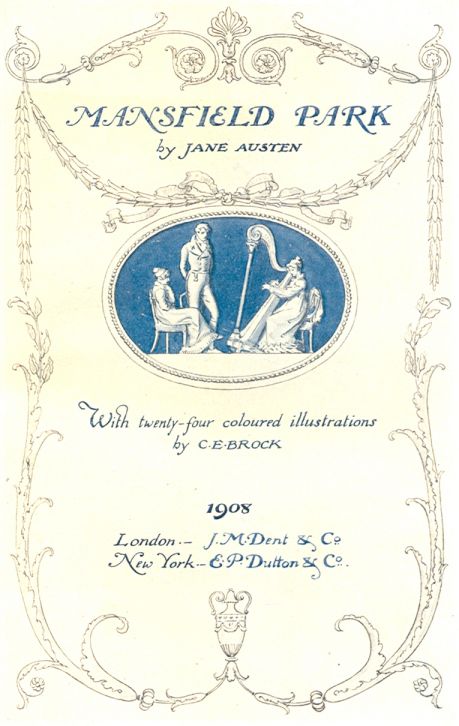 MANSFIELD PARK
by JANE AUSTEN
With twenty-four coloured illustrations
by C.E.BROCK
1908
London.– J.M.Dent & Co.
New York.– E.P.Dutton & Co.